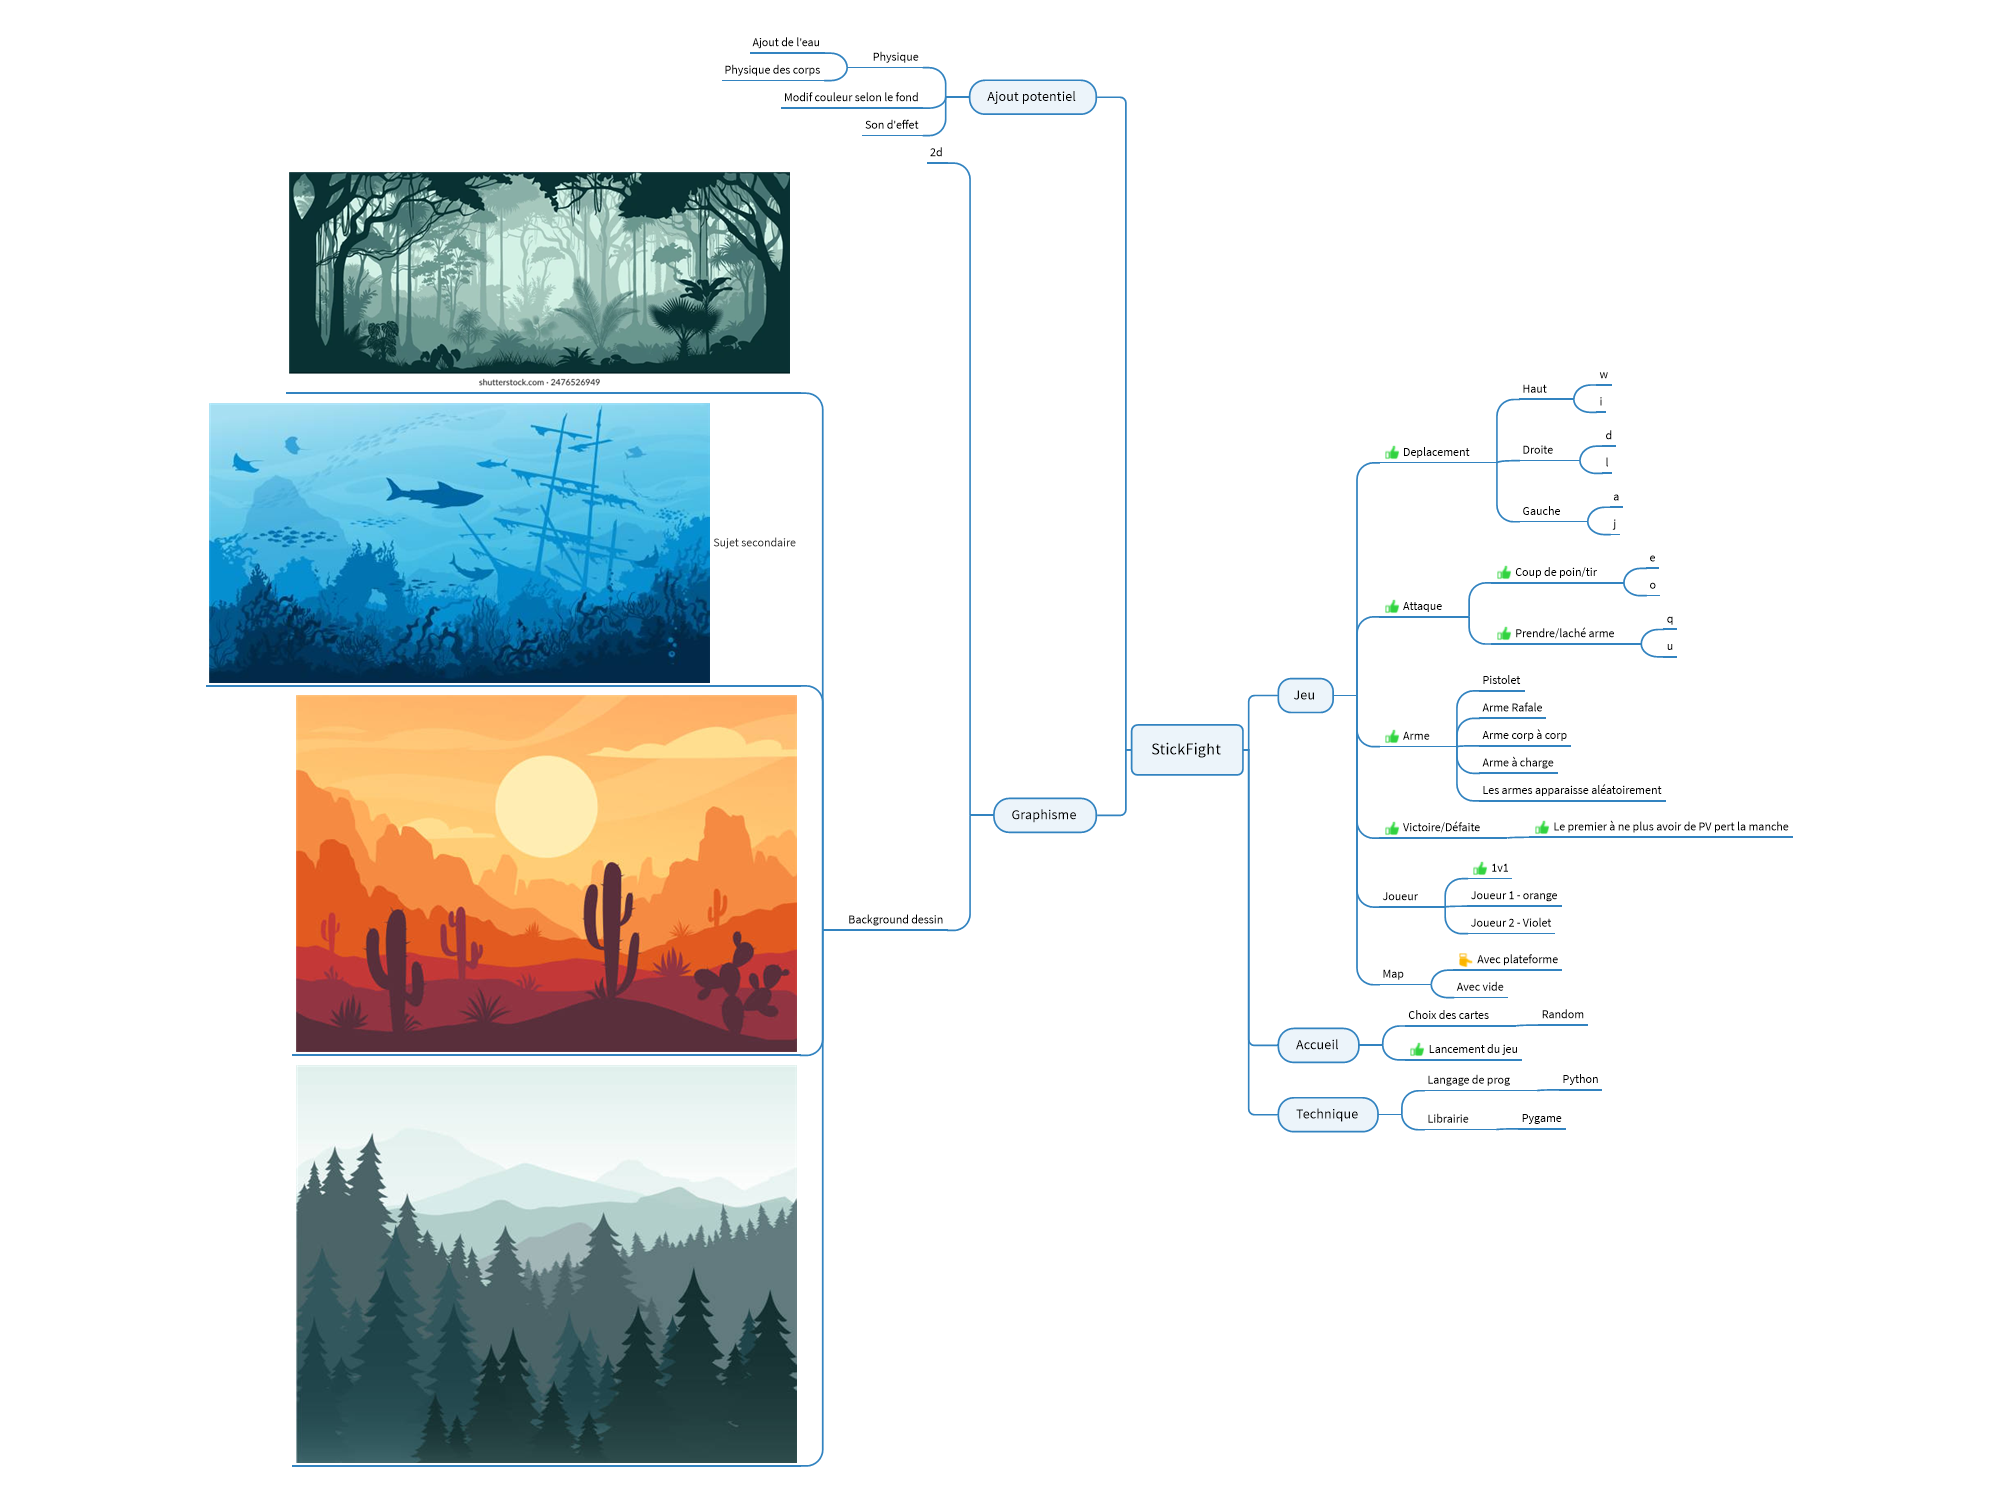 Ajout de l'eau
Physique des corps
Physique
Modif couleur selon le fond
Son d'effet
Ajout potentiel
2d
shutterstock.com · 2476526949
Sujet secondaire
Background dessin
Graphisme
StickFight
Jeu
Deplacement
Haut
w
i
Droite
d
l
Gauche
a
j
Attaque
Coup de poin/tir
e
o
Prendre/laché arme
q
u
Arme
Pistolet
Arme Rafale
Arme corp à corp
Arme à charge
Les armes apparaisse aléatoirement
Victoire/Défaite
Le premier à ne plus avoir de PV pert la manche
Joueur
1v1
Joueur 1 - orange
Joueur 2 - Violet
Map
Avec plateforme
Avec vide
Accueil
Choix des cartes
Random
Lancement du jeu
Technique
Langage de prog
Python
Librairie
Pygame